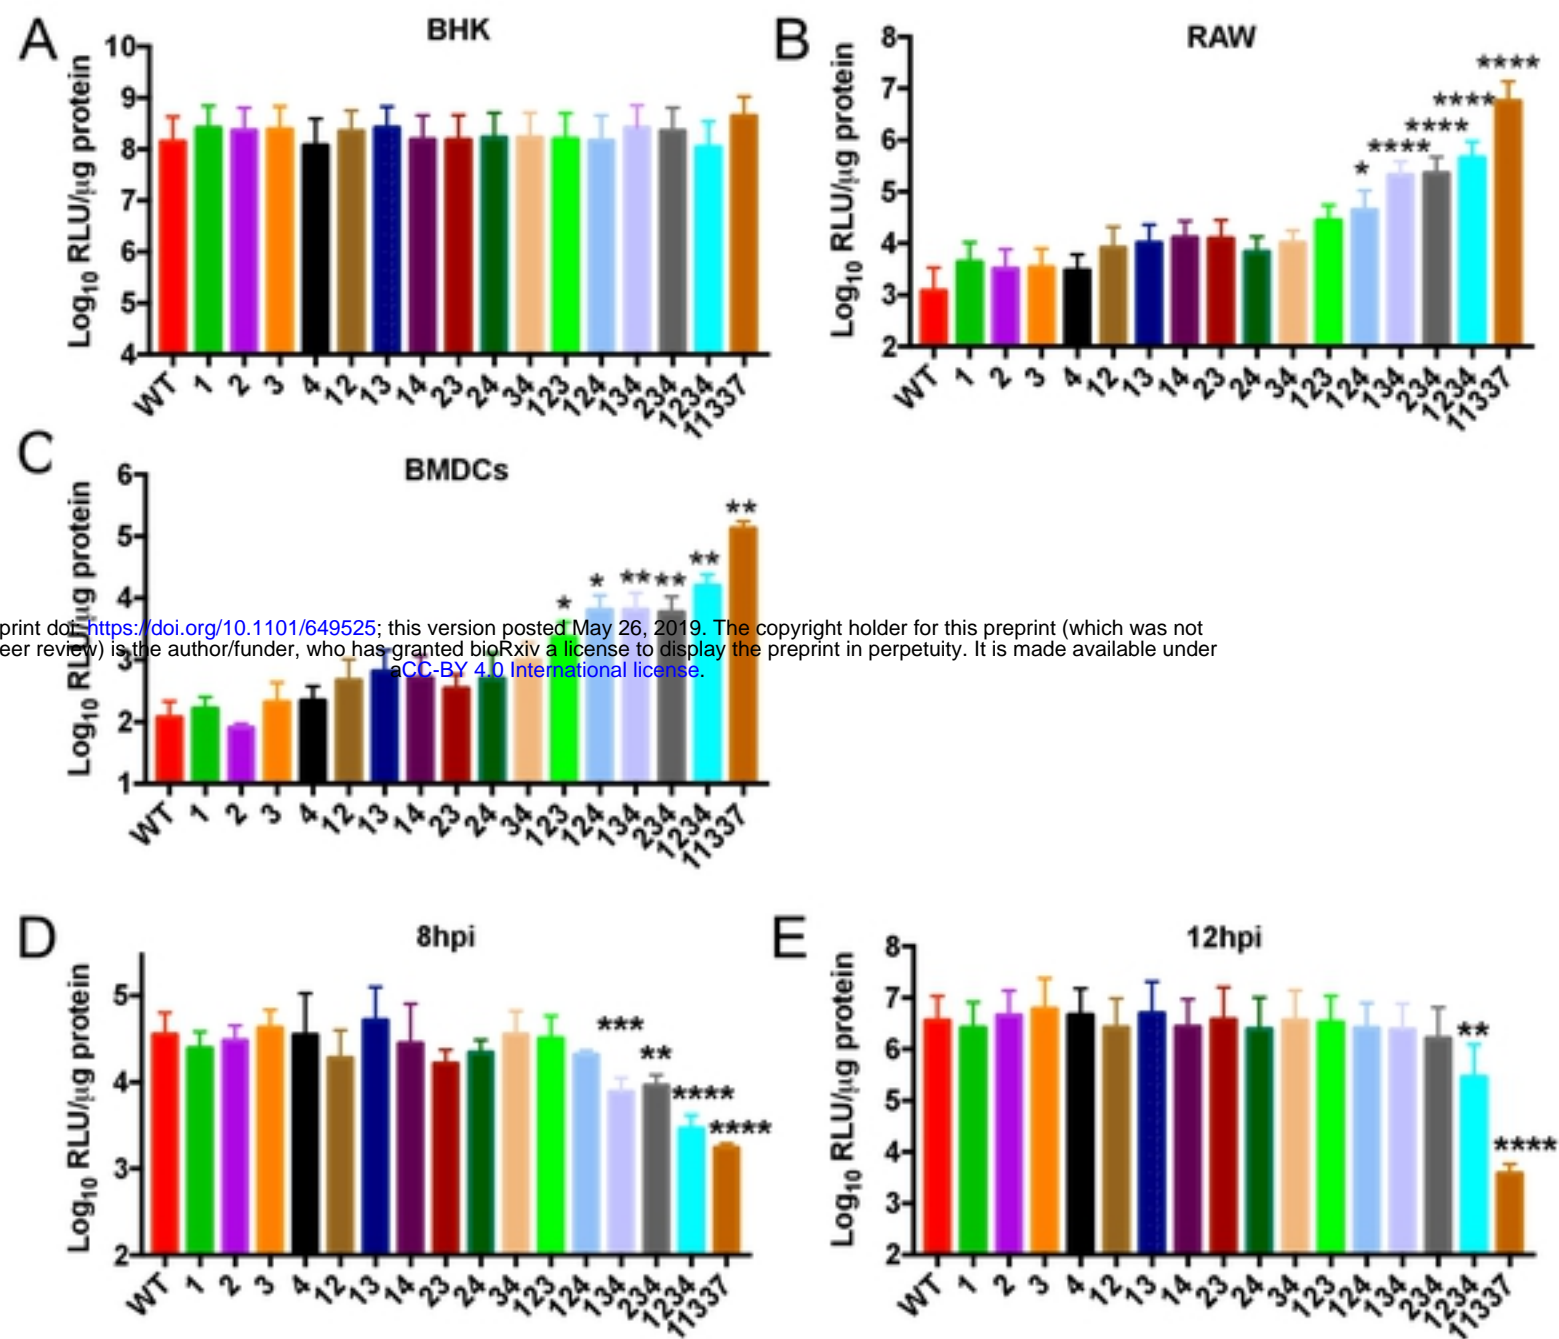 A
BHK
Log10 RLU/μg protein
10
9
8
7
6
5
4
WT 1 2 3 4 12 13 14 23 24 34 123 124 134 234 1234 11337
B
RAW
Log10 RLU/μg protein
8
7
6
5
4
3
2
* **** **** **** ****
WT 1 2 3 4 12 13 14 23 24 34 123 124 134 234 1234 11337
C
BMDCs
Log10 RLU/μg protein
6
5
4
3
2
1
* * ** ** ** **
WT 1 2 3 4 12 13 14 23 24 34 123 124 134 234 1234 11337
print doi: https://doi.org/10.1101/649525; this version posted May 26, 2019. The copyright holder for this preprint (which was not
eer review) is the author/funder, who has granted bioRxiv a license to display the preprint in perpetuity. It is made available under
aCC-BY 4.0 International license.
D
8hpi
Log10 RLU/μg protein
5
4
3
2
*** ** **** ****
WT 1 2 3 4 12 13 14 23 24 34 123 124 134 234 1234 11337
E
12hpi
Log10 RLU/μg protein
8
7
6
5
4
3
2
** ****
WT 1 2 3 4 12 13 14 23 24 34 123 124 134 234 1234 11337